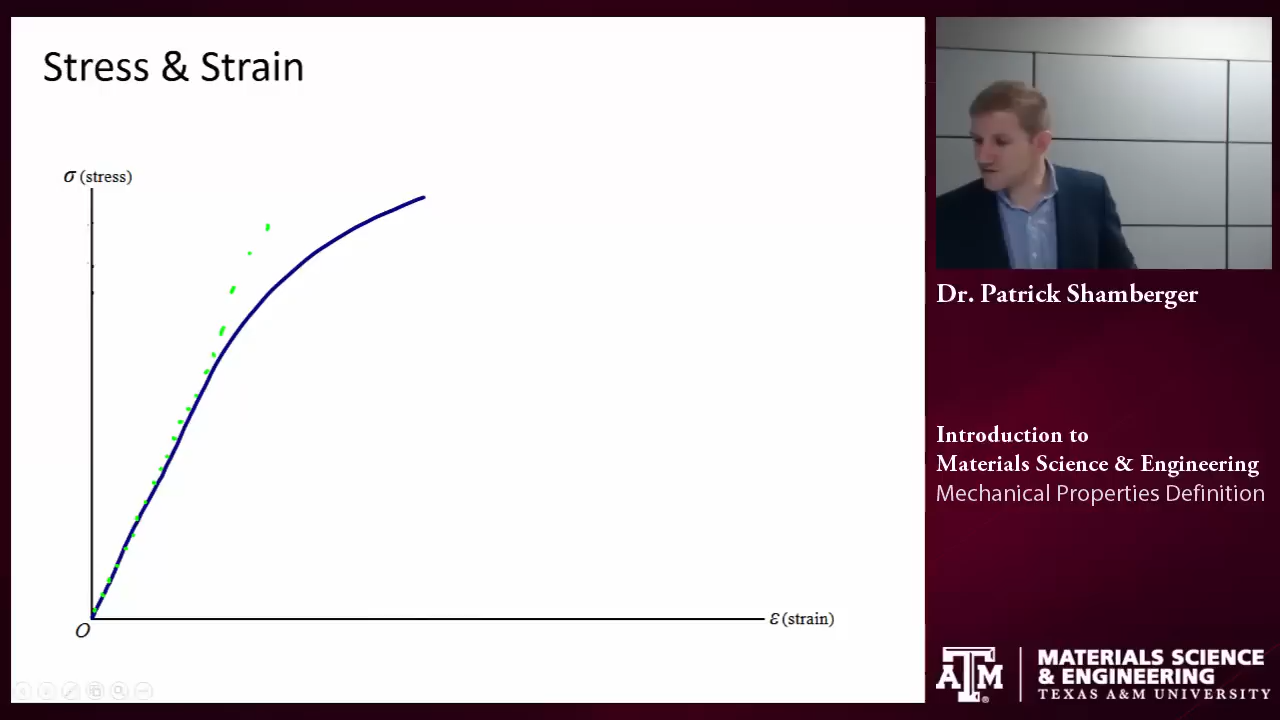 Stress & Strain
σ (stress)
O
ε (strain)
Dr. Patrick Shamberger
Introduction to
Materials Science & Engineering
Mechanical Properties Definition
ATM
®
MATERIALS SCIENCE
& ENGINEERING
TEXAS A&M UNIVERSITY